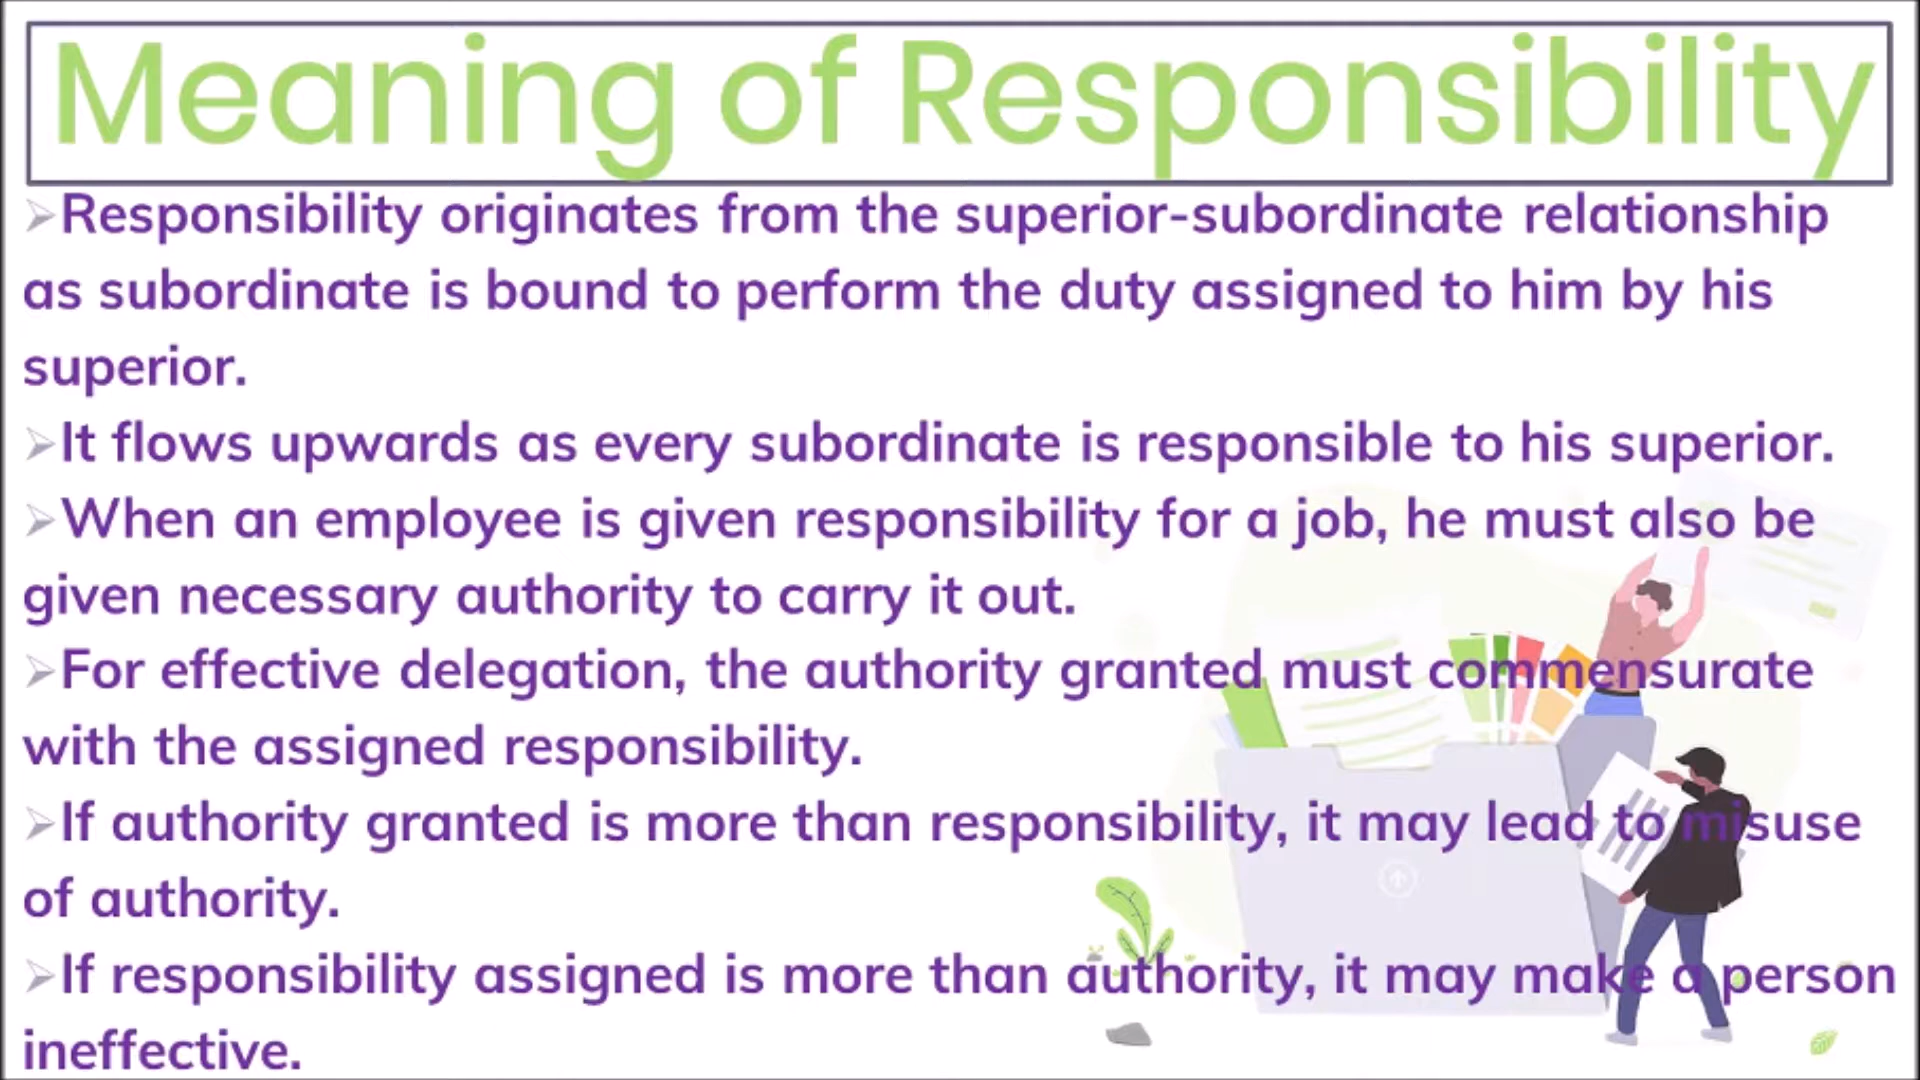 Meaning of Responsibility
➢Responsibility originates from the superior-subordinate relationship
as subordinate is bound to perform the duty assigned to him by his
superior.
➢It flows upwards as every subordinate is responsible to his superior.
➢When an employee is given responsibility for a job, he must also be
given necessary authority to carry it out.
➢For effective delegation, the authority granted must commensurate
with the assigned responsibility.
➢If authority granted is more than responsibility, it may lead to misuse
of authority.
➢If responsibility assigned is more than authority, it may make a person
ineffective.